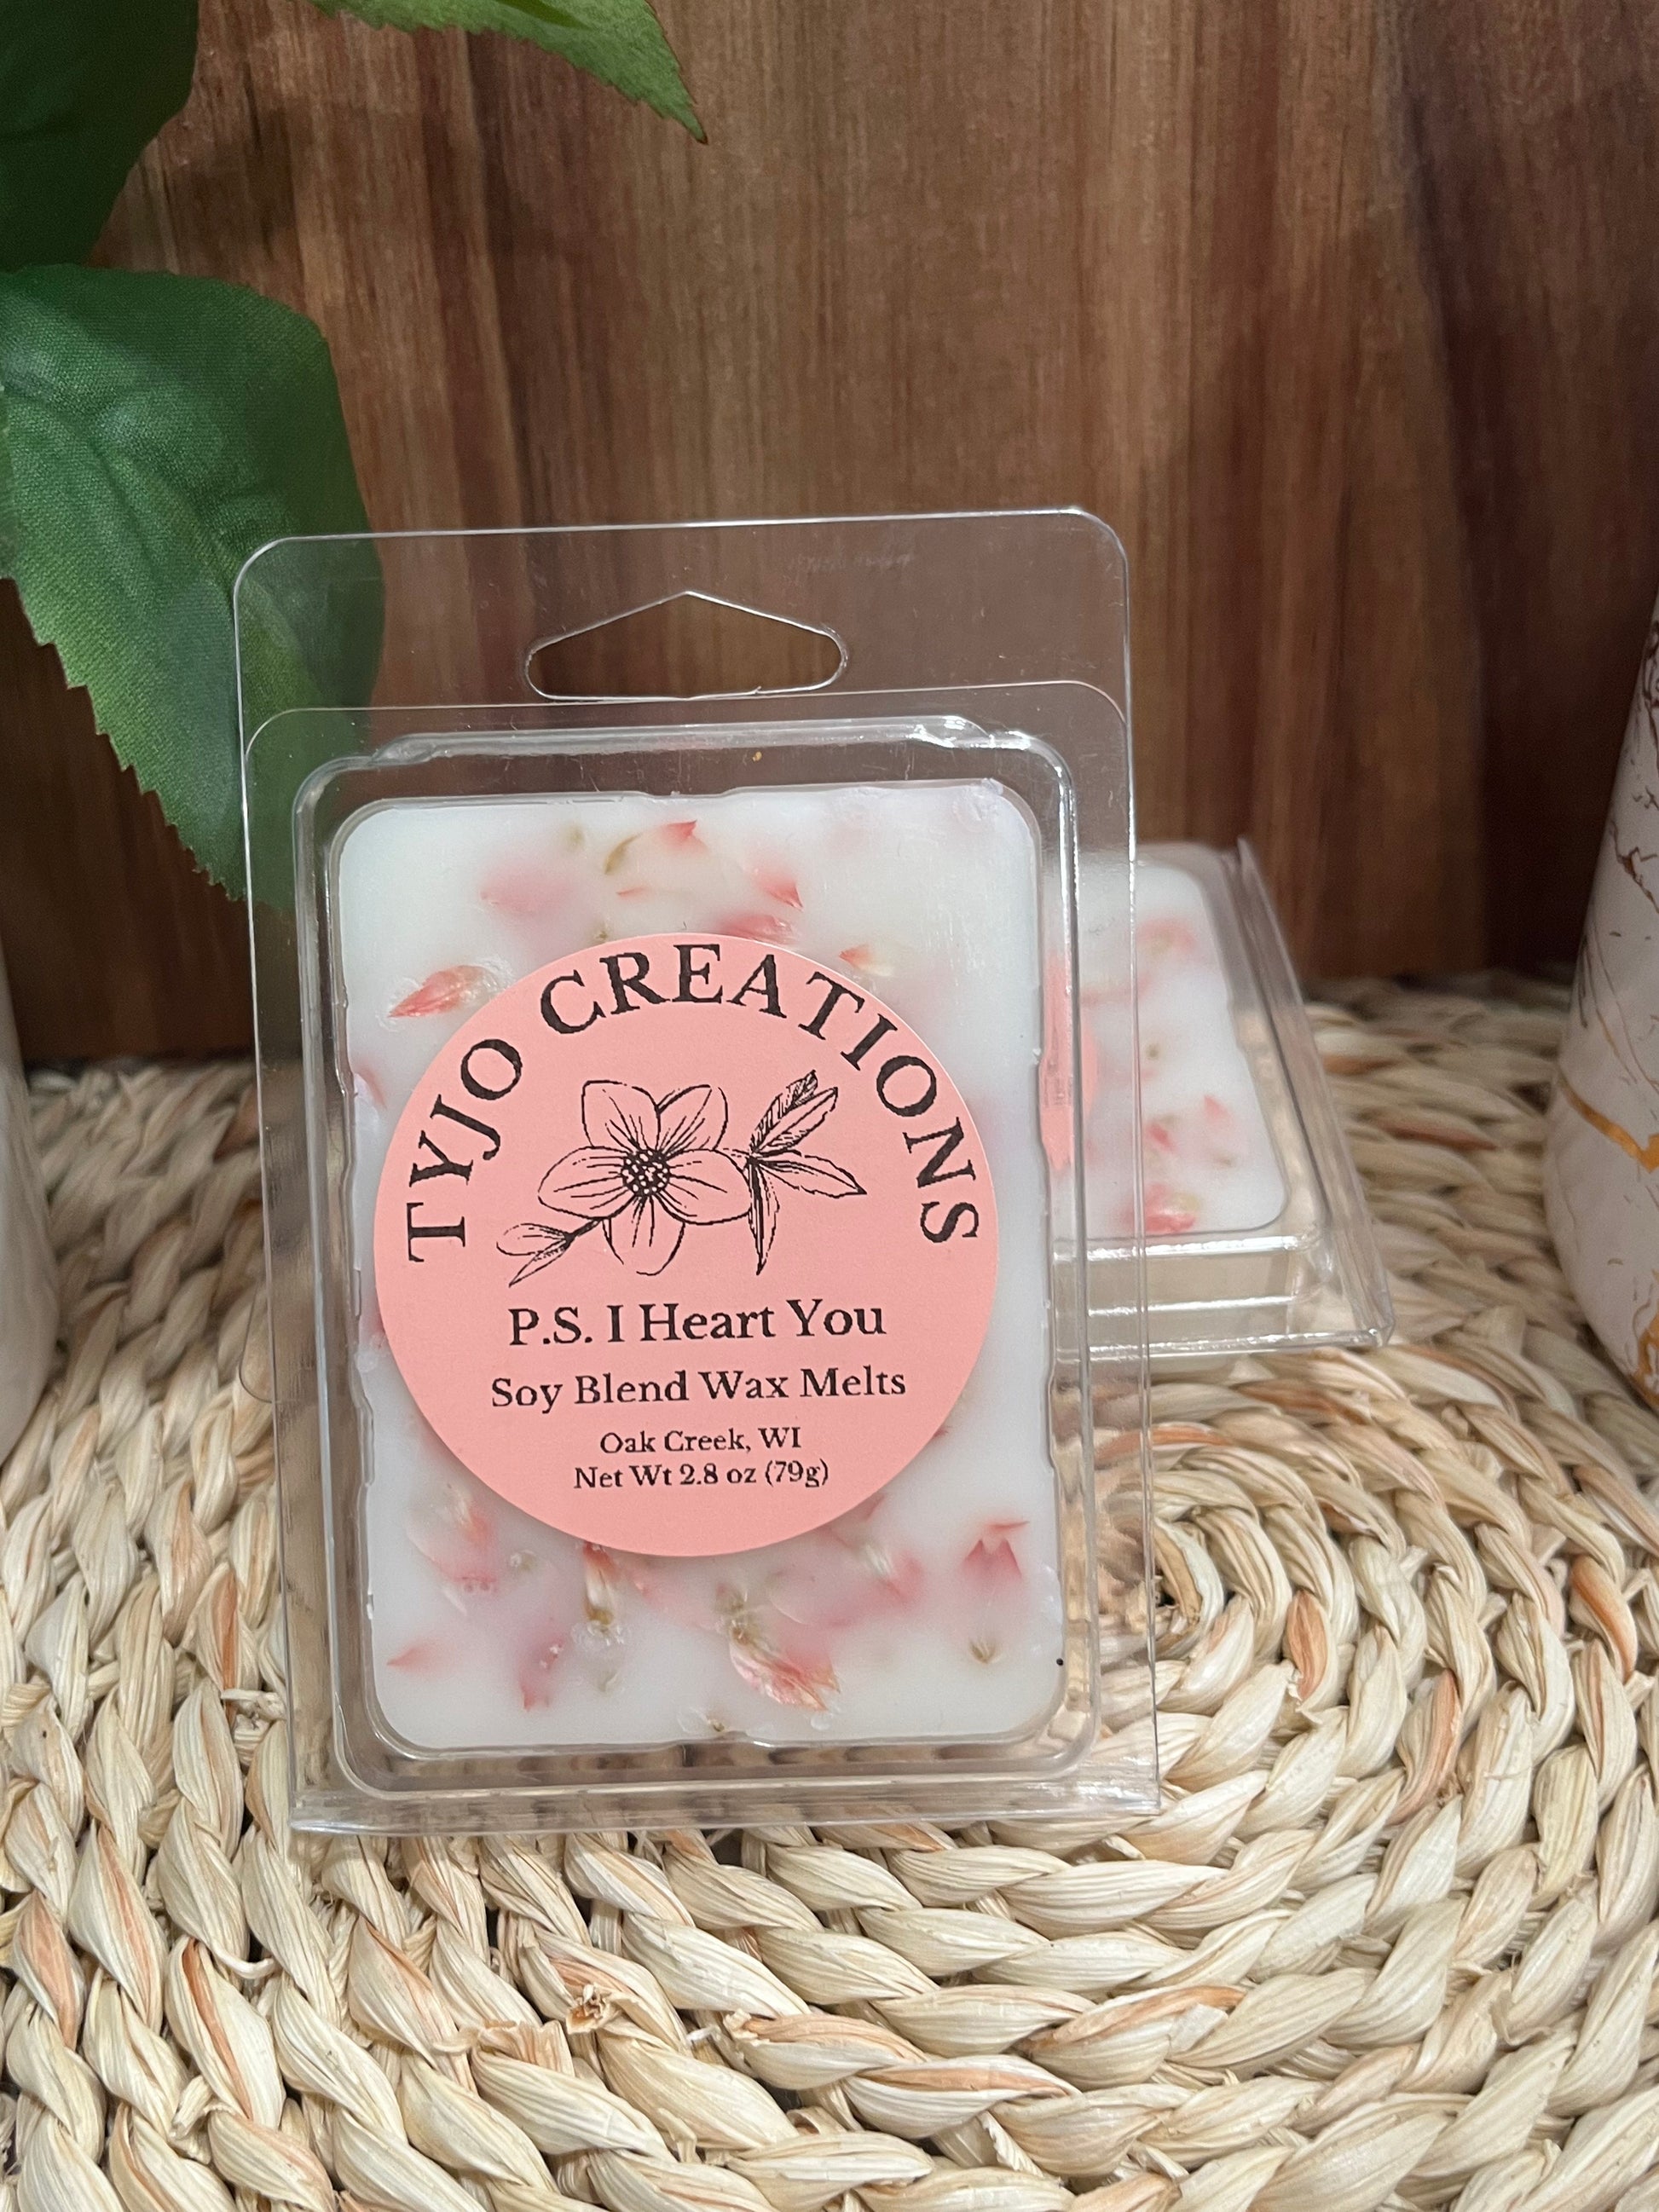 TYJO CREATIONS
P.S. I Heart You
Soy Blend Wax Melts
Oak Creek, WI
Net Wt 2.8 oz (79g)